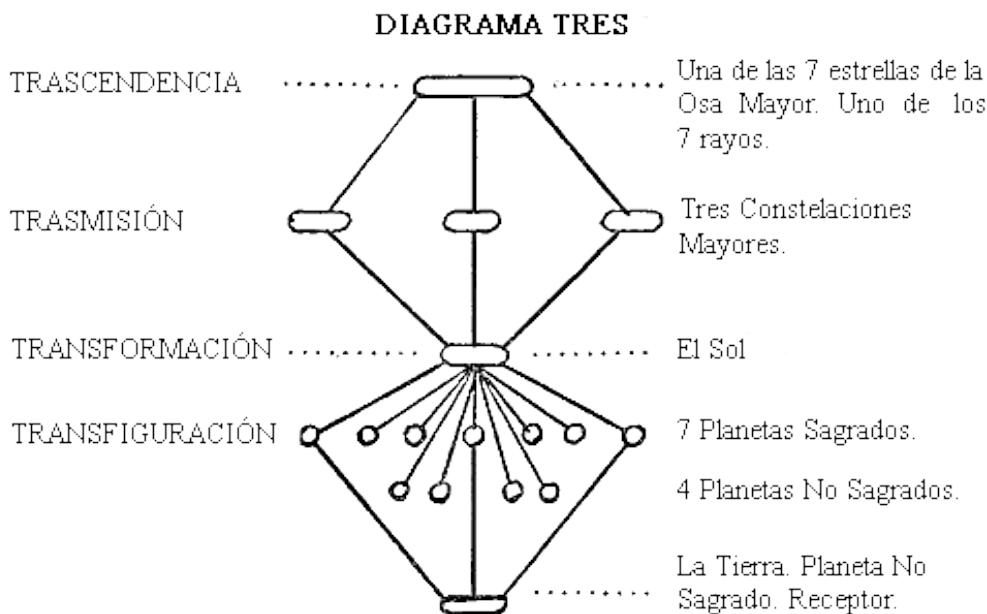 DIAGRAMA TRES
TRASCENDENCIA
Una de las 7 estrellas de la
Osa Mayor. Uno de los
7 rayos.
TRASMISIÓN
Tres Constelaciones
Mayores.
TRANSFORMACIÓN
El Sol
TRANSFIGURACIÓN
7 Planetas Sagrados.
4 Planetas No Sagrados.
La Tierra. Planeta No
Sagrado. Receptor.